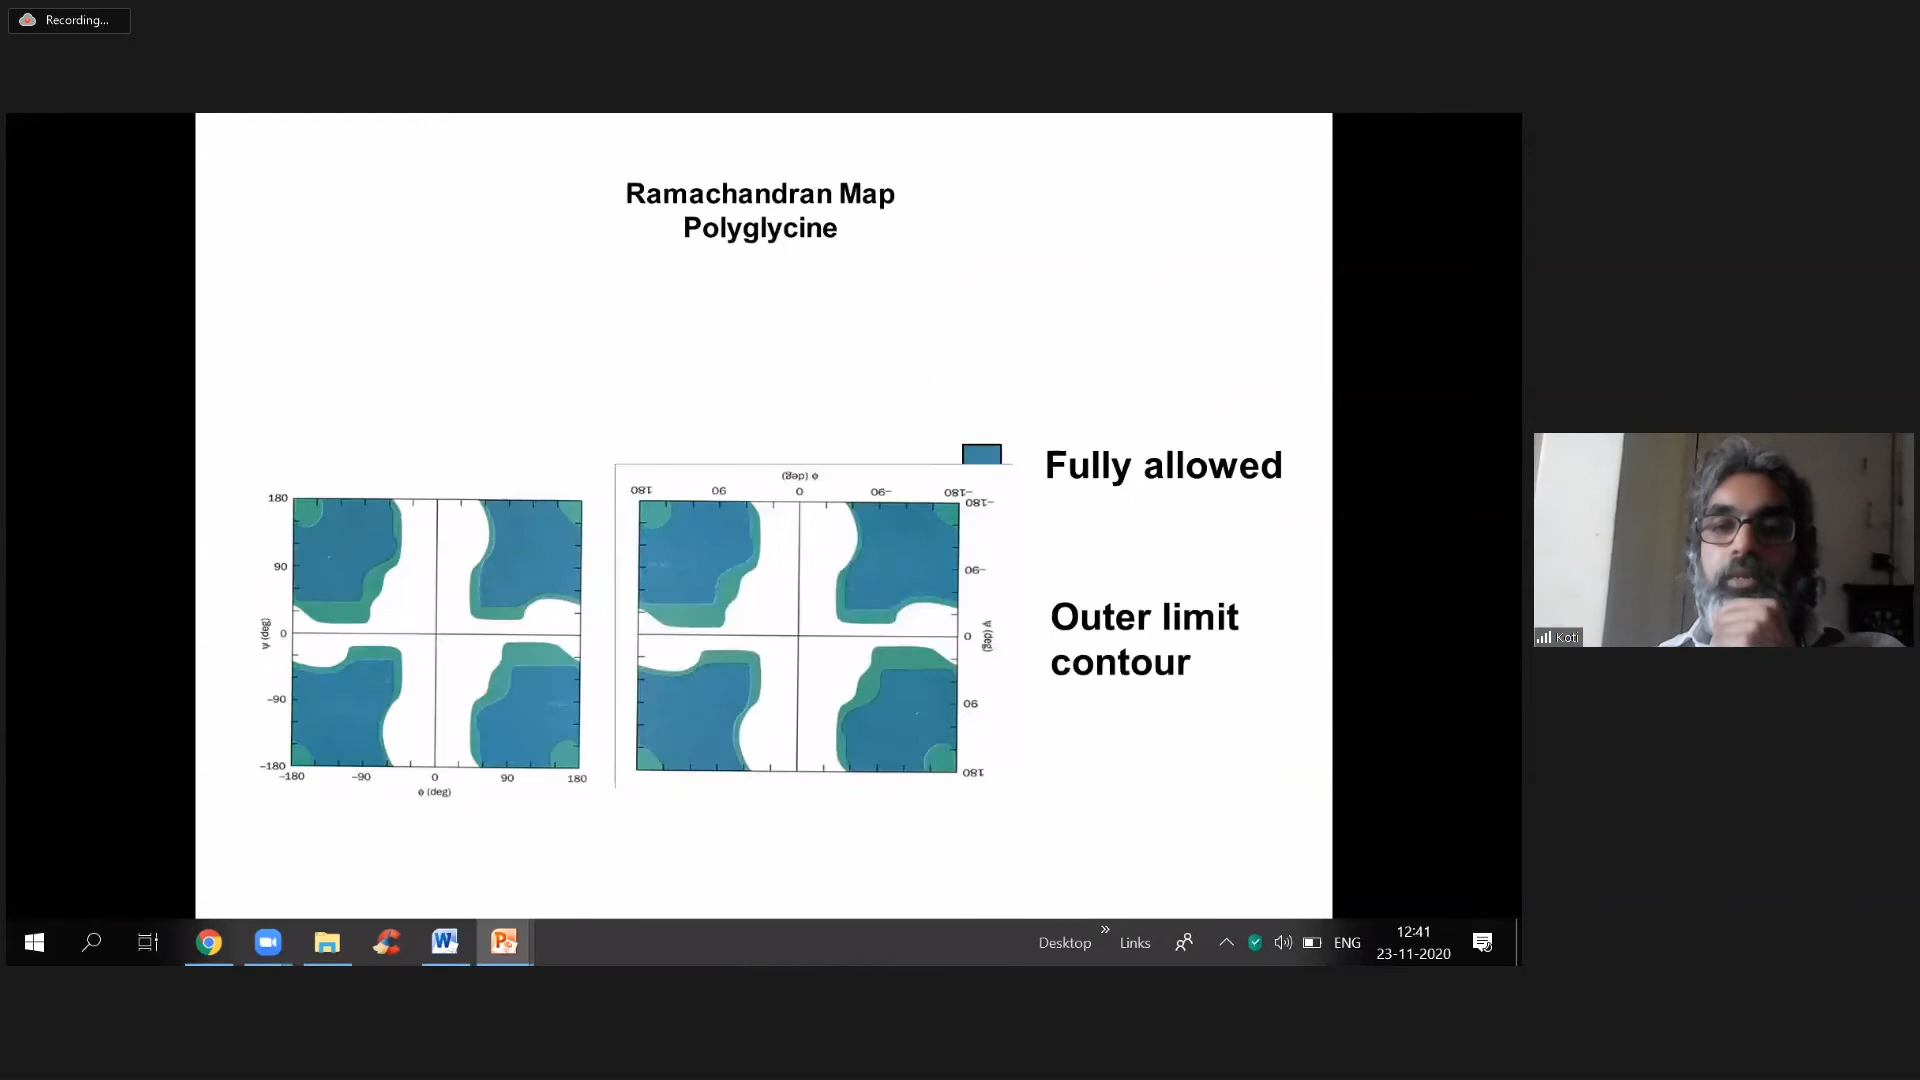 Recording...
Ramachandran Map
Polyglycine
Fully allowed
Outer limit
contour
φ (deg)
180 90 0 -90 -180
-180
-90
0
90
180
ψ (deg)
180
90
0
-90
-180
ψ (deg)
-180 -90 0 90 180
φ (deg)
Koti
Desktop » Links ENG
12:41
23-11-2020